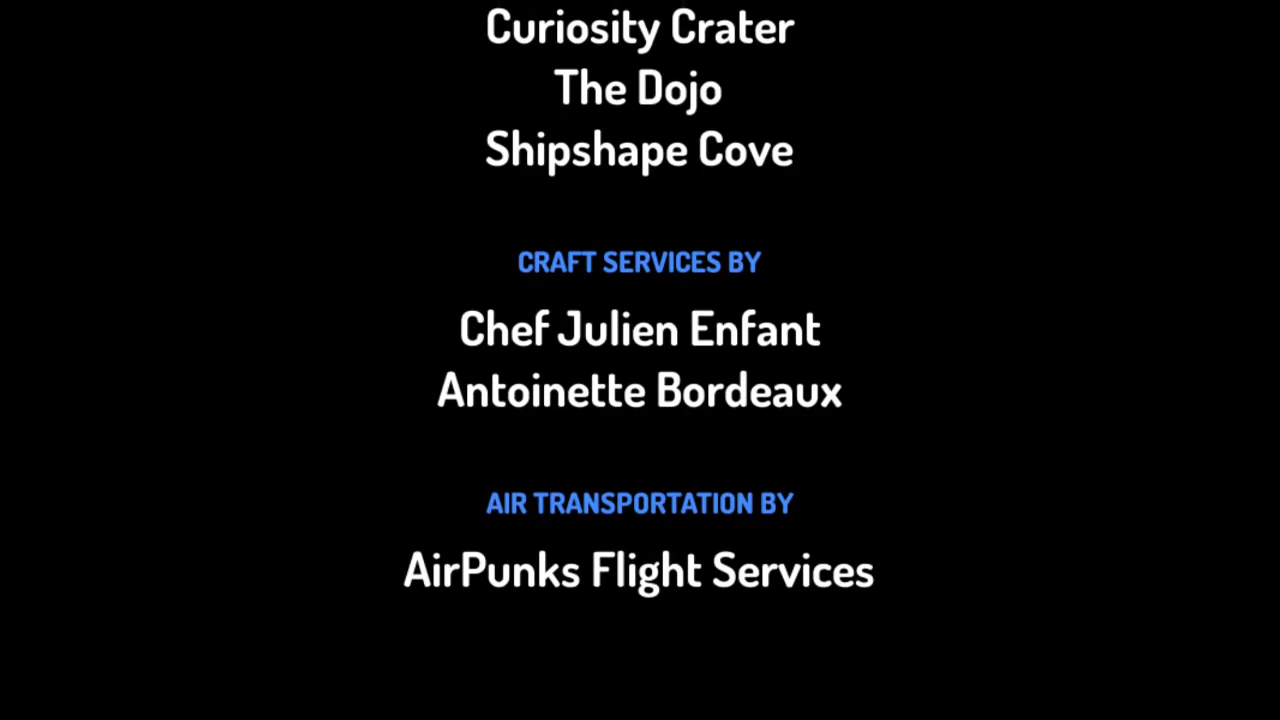 Curiosity Crater
The Dojo
Shipshape Cove
CRAFT SERVICES BY
Chef Julien Enfant
Antoinette Bordeaux
AIR TRANSPORTATION BY
AirPunks Flight Services